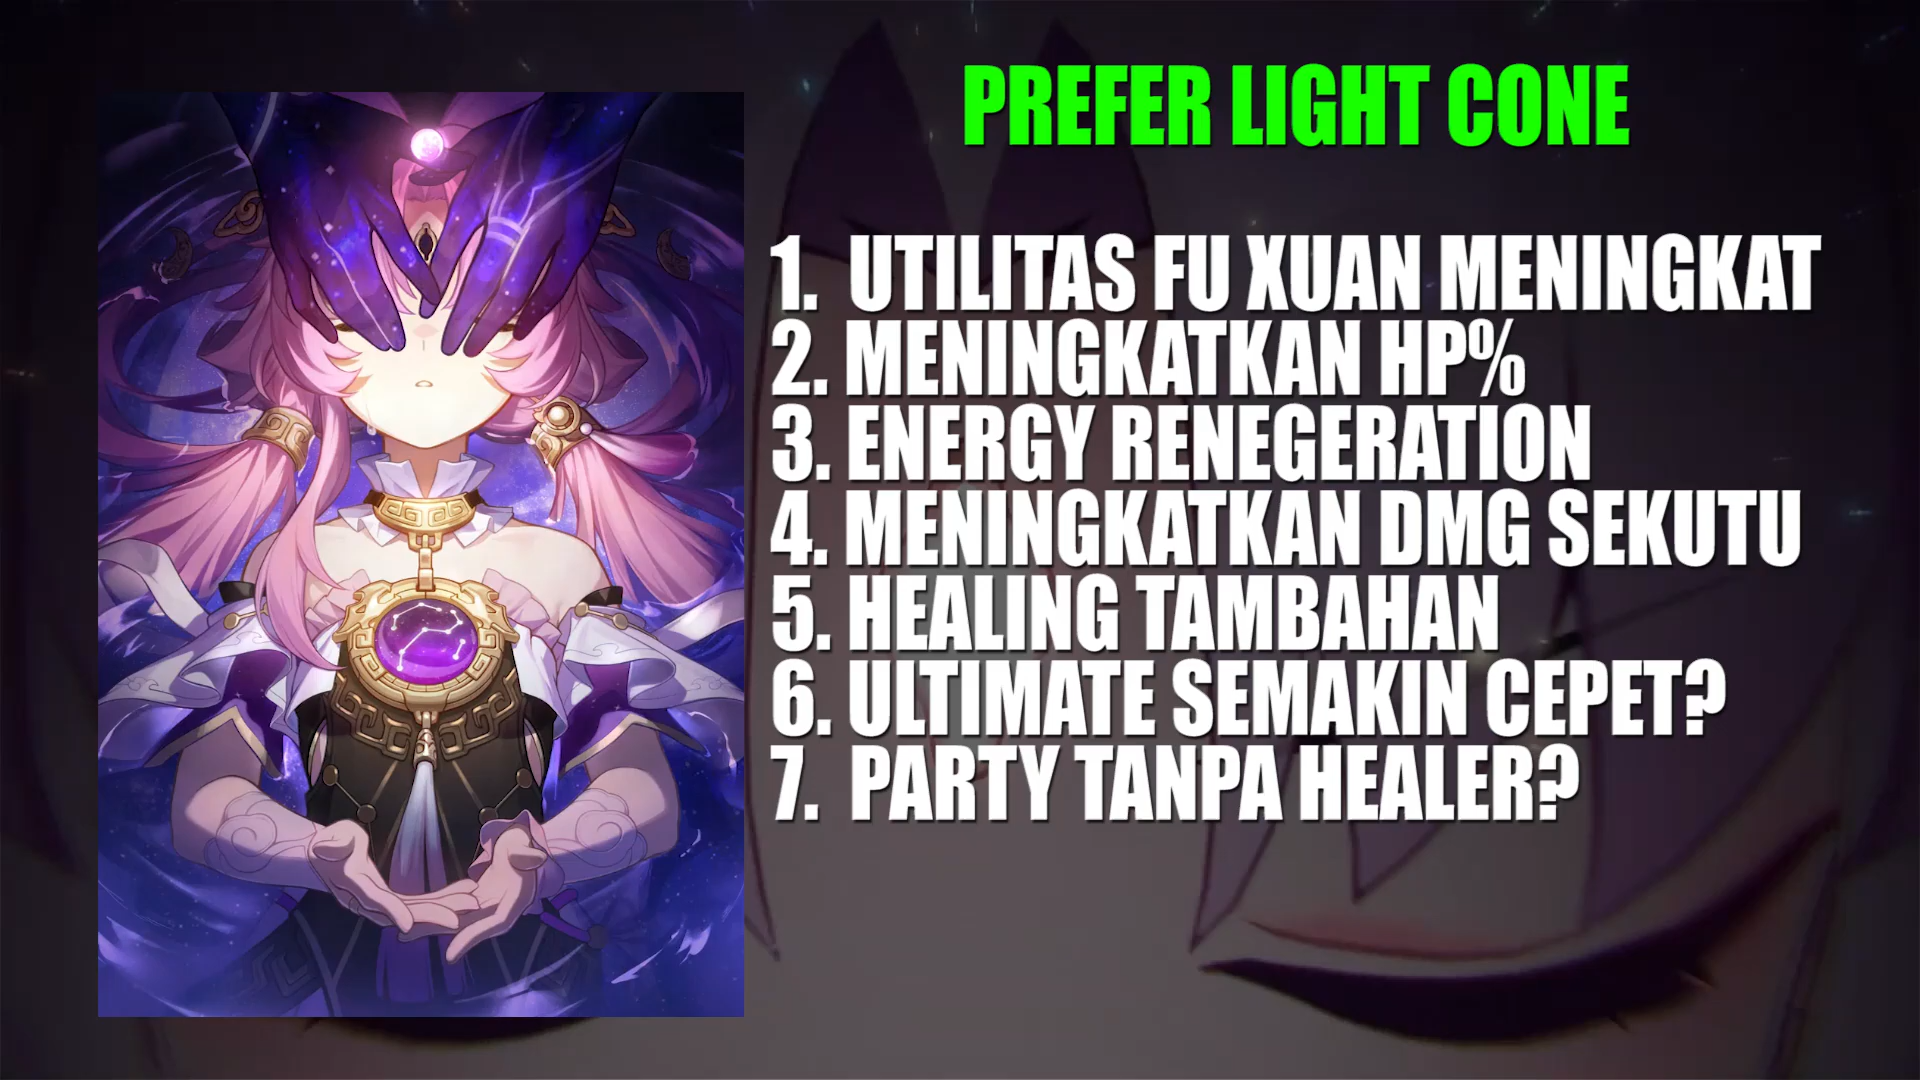 PREFER LIGHT CONE
1. UTILITAS FU XUAN MENINGKAT
2. MENINGKATKAN HP%
3. ENERGY RENEGERATION
4. MENINGKATKAN DMG SEKUTU
5. HEALING TAMBAHAN
6. ULTIMATE SEMAKIN CEPET?
7. PARTY TANPA HEALER?